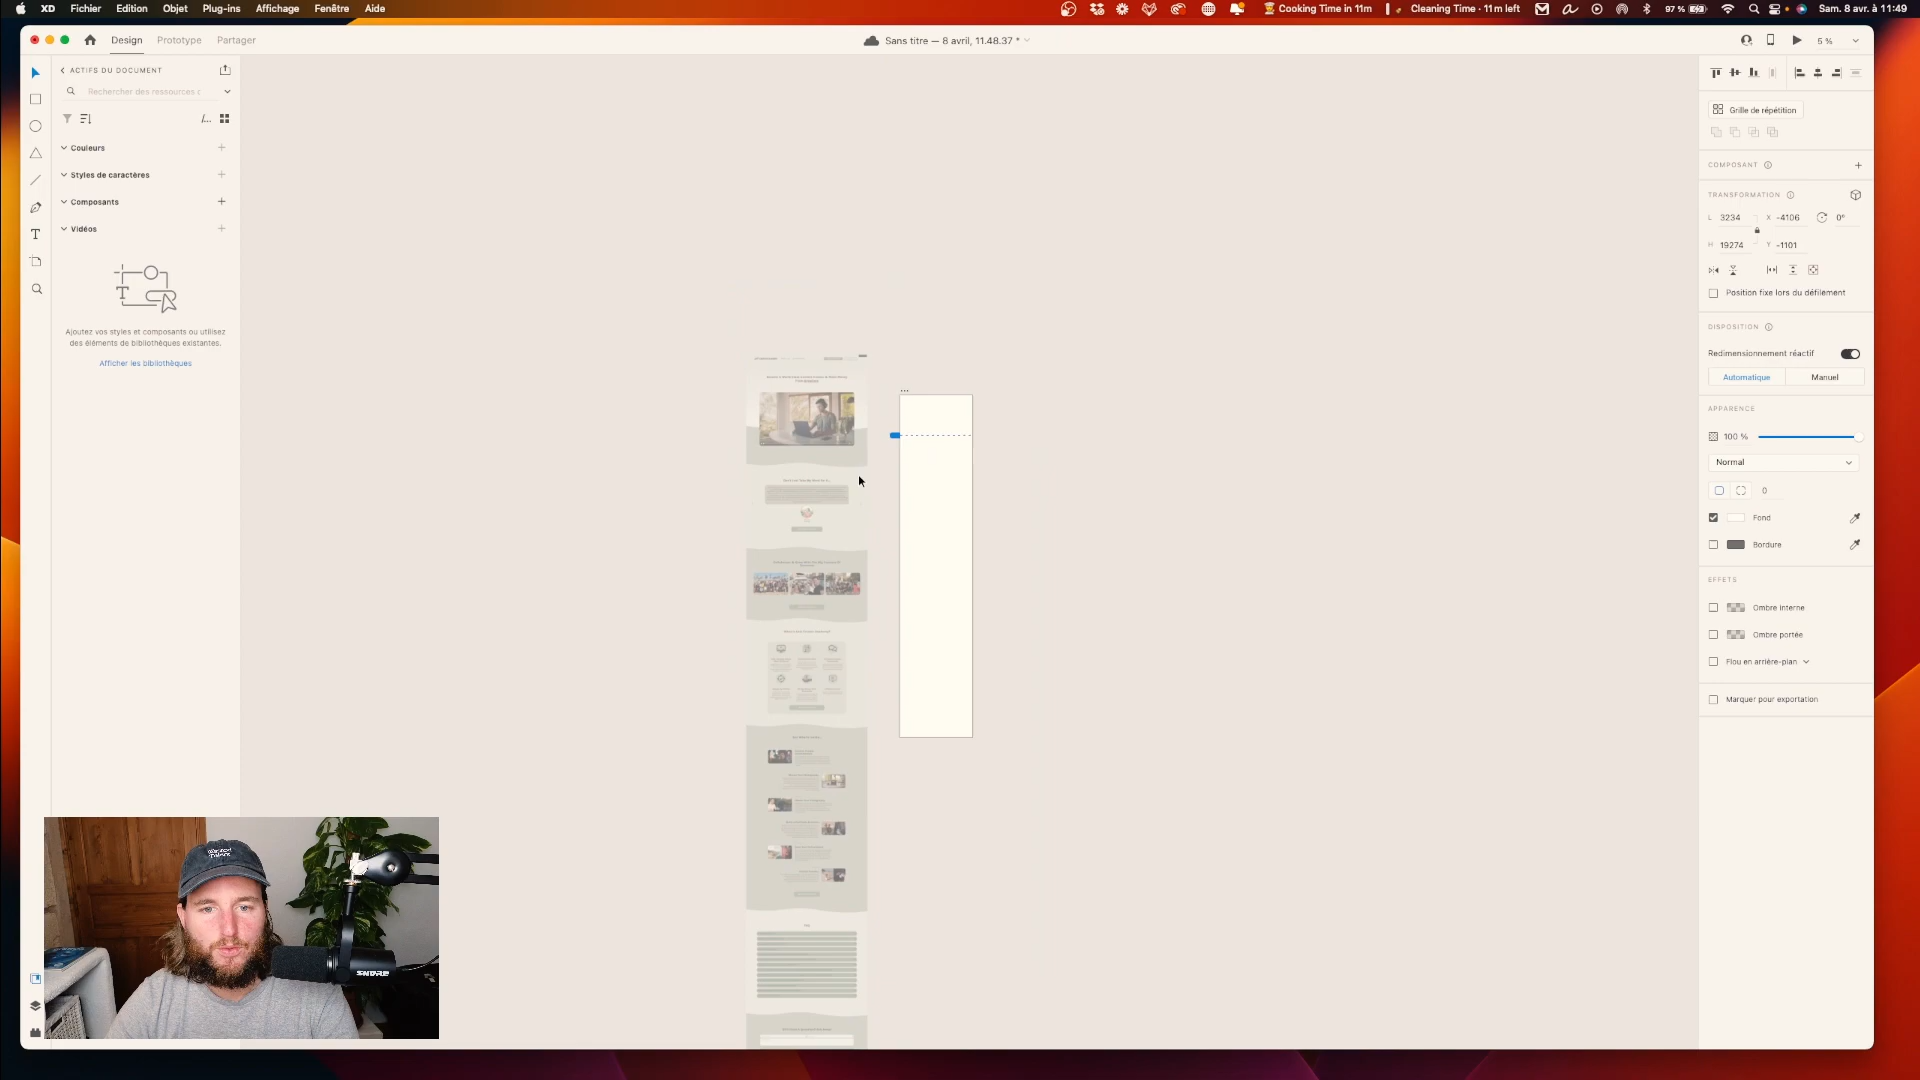 XD Fichier Edition Objet Plug-ins Affichage Fenêtre Aide
Cooking Time in 11m
Cleaning Time · 11 m left
97 %
Sam. 8 avr. à 11:49
Design Prototype Partager
Sans titre — 8 avril, 11.48.37 *
5 %
ACTIFS DU DOCUMENT
Rechercher des ressources c
Couleurs
Styles de caractères
Composants
Vidéos
Ajoutez vos styles et composants ou utilisez
des éléments de bibliothèques existantes.
Afficher les bibliothèques
Grille de répétition
COMPOSANT
TRANSFORMATION
L 3234 X -4106 0°
H 19274 Y -1101
Position fixe lors du défilement
DISPOSITION
Redimensionnement réactif
Automatique Manuel
APPARENCE
100 %
Normal
0
Fond
Bordure
EFFETS
Ombre interne
Ombre portée
Flou en arrière-plan
Marquer pour exportation
SHURE